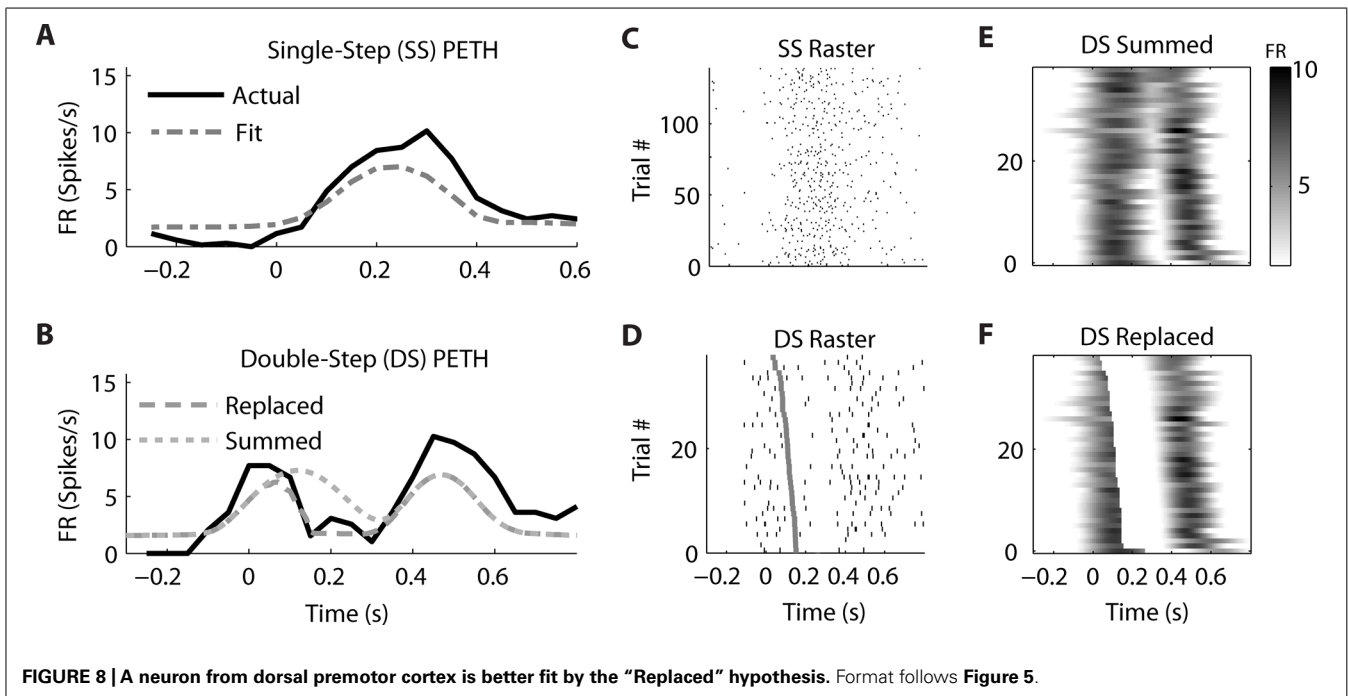 A
Single-Step (SS) PETH
15
10
5
0
FR (Spikes/s)
Actual
Fit
−0.2 0 0.2 0.4 0.6
B
Double-Step (DS) PETH
15
10
5
0
FR (Spikes/s)
Replaced
Summed
−0.2 0 0.2 0.4 0.6
Time (s)
C
SS Raster
Trial #
100
50
0
D
DS Raster
Trial #
20
0
−0.2 0 0.2 0.4 0.6
Time (s)
E
DS Summed
20
0
FR
10
5
F
DS Replaced
20
0
−0.2 0 0.2 0.4 0.6
Time (s)
FIGURE 8 | A neuron from dorsal premotor cortex is better fit by the “Replaced” hypothesis. Format follows Figure 5.